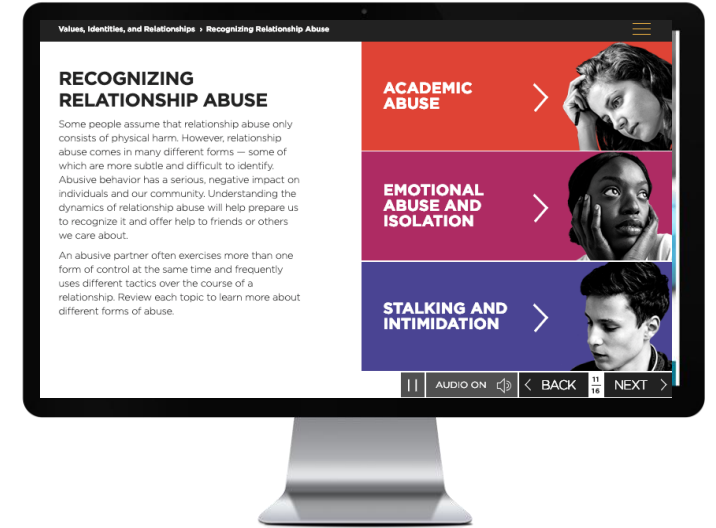 Values, Identities, and Relationships › Recognizing Relationship Abuse
RECOGNIZING
RELATIONSHIP ABUSE
Some people assume that relationship abuse only
consists of physical harm. However, relationship
abuse comes in many different forms — some of
which are more subtle and difficult to identify.
Abusive behavior has a serious, negative impact on
individuals and our community. Understanding the
dynamics of relationship abuse will help prepare us
to recognize it and offer help to friends or others
we care about.
An abusive partner often exercises more than one
form of control at the same time and frequently
uses different tactics over the course of a
relationship. Review each topic to learn more about
different forms of abuse.
ACADEMIC
ABUSE
EMOTIONAL
ABUSE AND
ISOLATION
STALKING AND
INTIMIDATION
AUDIO ON
BACK
11
16
NEXT